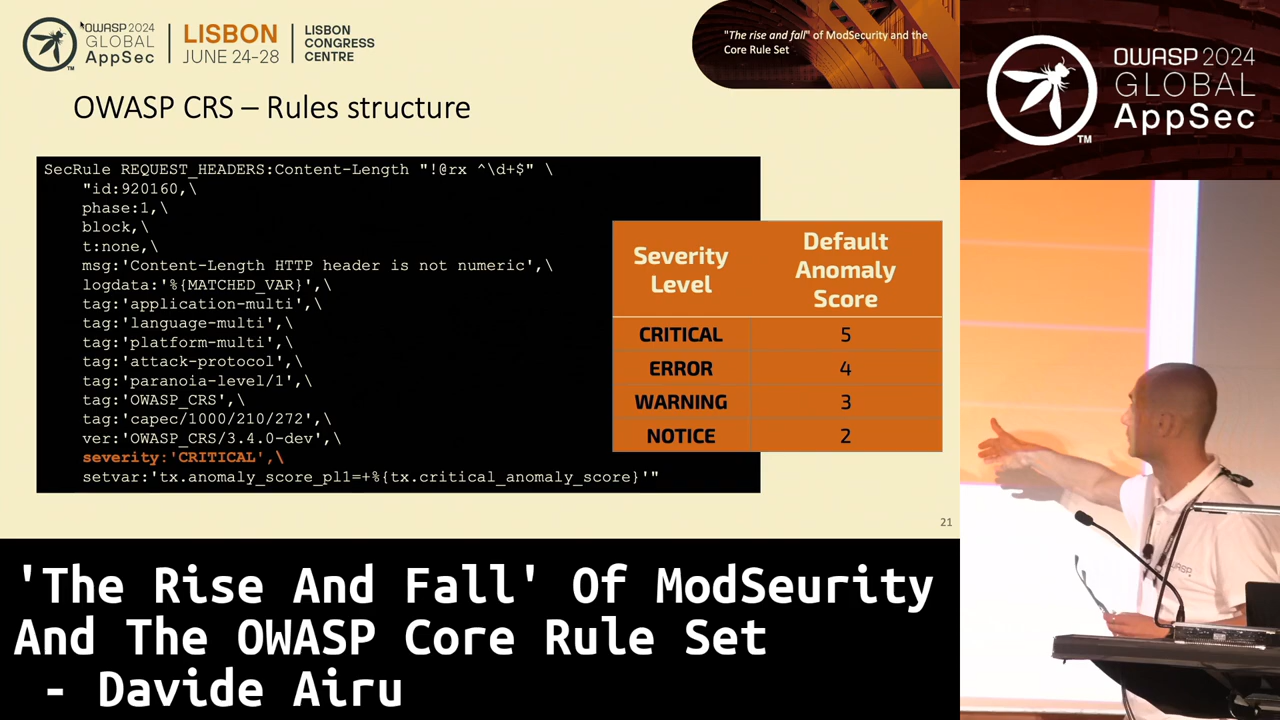 OWASP 2024
GLOBAL
AppSec
TM
LISBON
JUNE 24-28
LISBON
CONGRESS
CENTRE
"The rise and fall" of ModSecurity and the
Core Rule Set
OWASP 2024
GLOBAL
AppSec
TM
OWASP CRS – Rules structure
SecRule REQUEST_HEADERS:Content-Length "!@rx ^\d+$" \
"id:920160,\
phase:1,\
block,\
t:none,\
msg:'Content-Length HTTP header is not numeric',\
logdata:'%{MATCHED_VAR}',\
tag:'application-multi',\
tag:'language-multi',\
tag:'platform-multi',\
tag:'attack-protocol',\
tag:'paranoia-level/1',\
tag:'OWASP_CRS',\
tag:'capec/1000/210/272',\
ver:'OWASP_CRS/3.4.0-dev',\
severity:'CRITICAL',\
setvar:'tx.anomaly_score_pl1=+%{tx.critical_anomaly_score}'"
Severity Level
Default Anomaly Score
CRITICAL 5
ERROR 4
WARNING 3
NOTICE 2
21
OWASP
'The Rise And Fall' Of ModSeurity
And The OWASP Core Rule Set
- Davide Airu